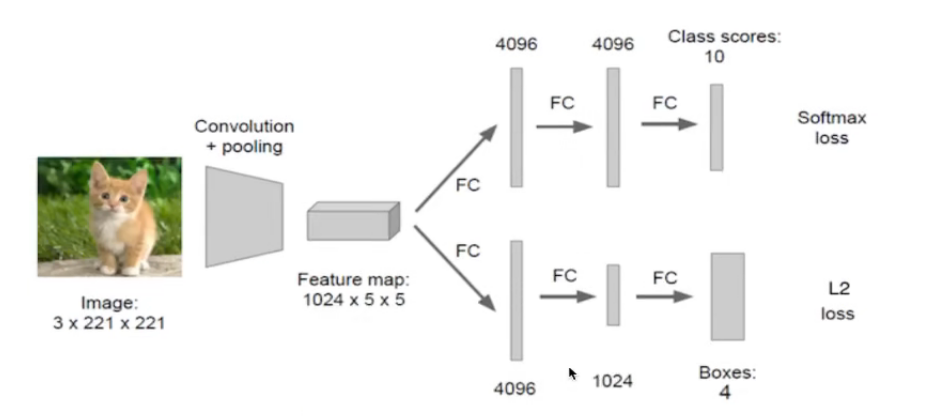 4096
4096
Class scores:
10
FC
FC
Softmax
loss
Convolution
+ pooling
FC
Image:
3 x 221 x 221
Feature map:
1024 x 5 x 5
FC
FC
FC
L2
loss
4096
1024
Boxes:
4